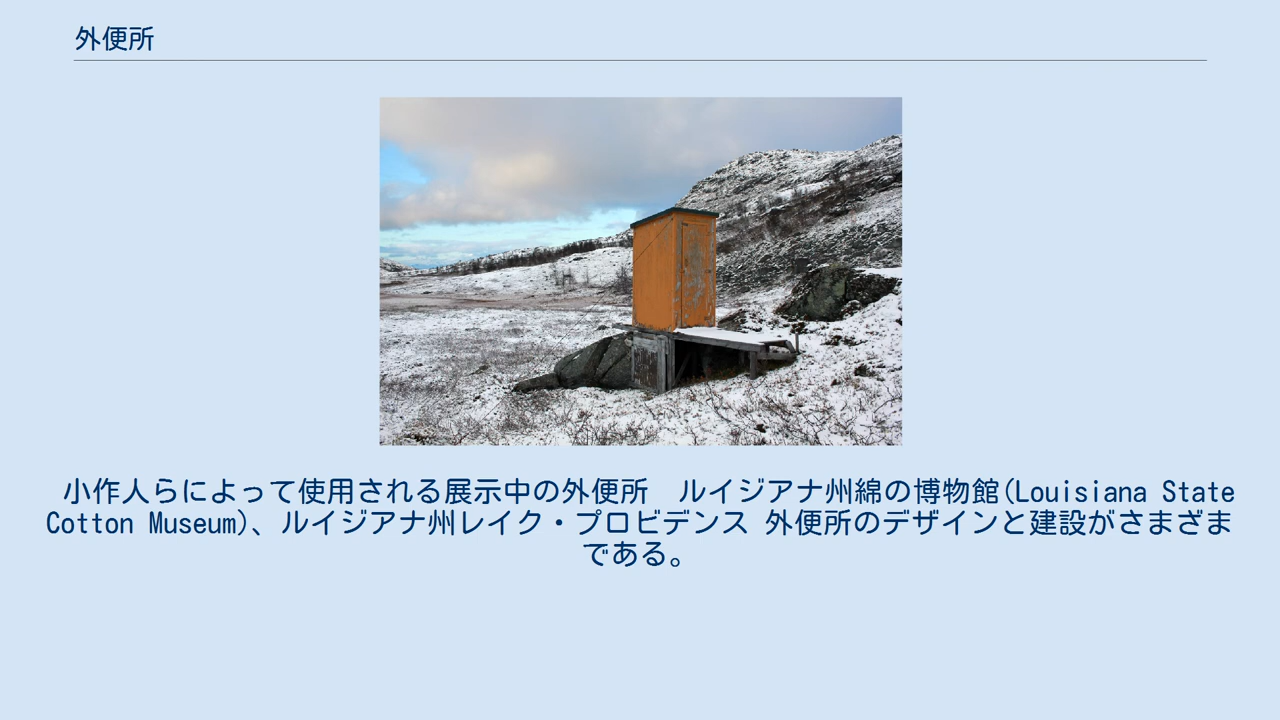 外便所
小作人らによって使用される展示中の外便所　ルイジアナ州綿の博物館(Louisiana State
Cotton Museum)、ルイジアナ州レイク・プロビデンス 外便所のデザインと建設がさまざま
である。